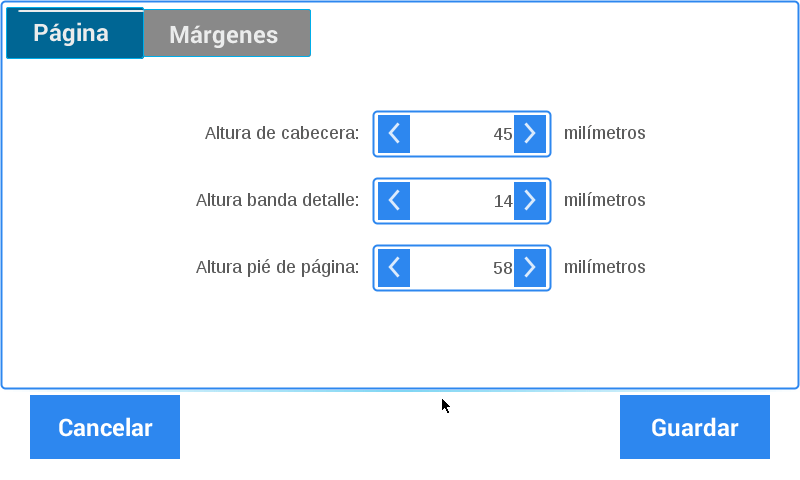 Página Márgenes
Altura de cabecera: 45 milímetros
Altura banda detalle: 14 milímetros
Altura pié de página: 58 milímetros
Cancelar Guardar